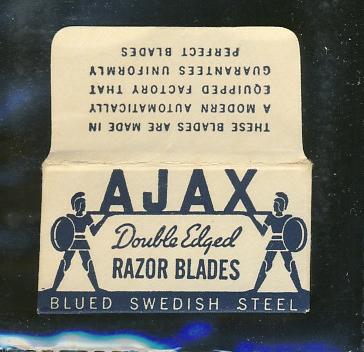 THESE BLADES ARE MADE IN
A MODERN AUTOMATICALLY
EQUIPPED FACTORY THAT
GUARANTEES UNIFORMLY
PERFECT BLADES
AJAX
Double Edged
RAZOR BLADES
BLUED SWEDISH STEEL